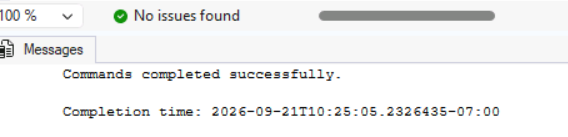 100 %
No issues found
Messages
Commands completed successfully.
Completion time: 2026-09-21T10:25:05.2326435-07:00